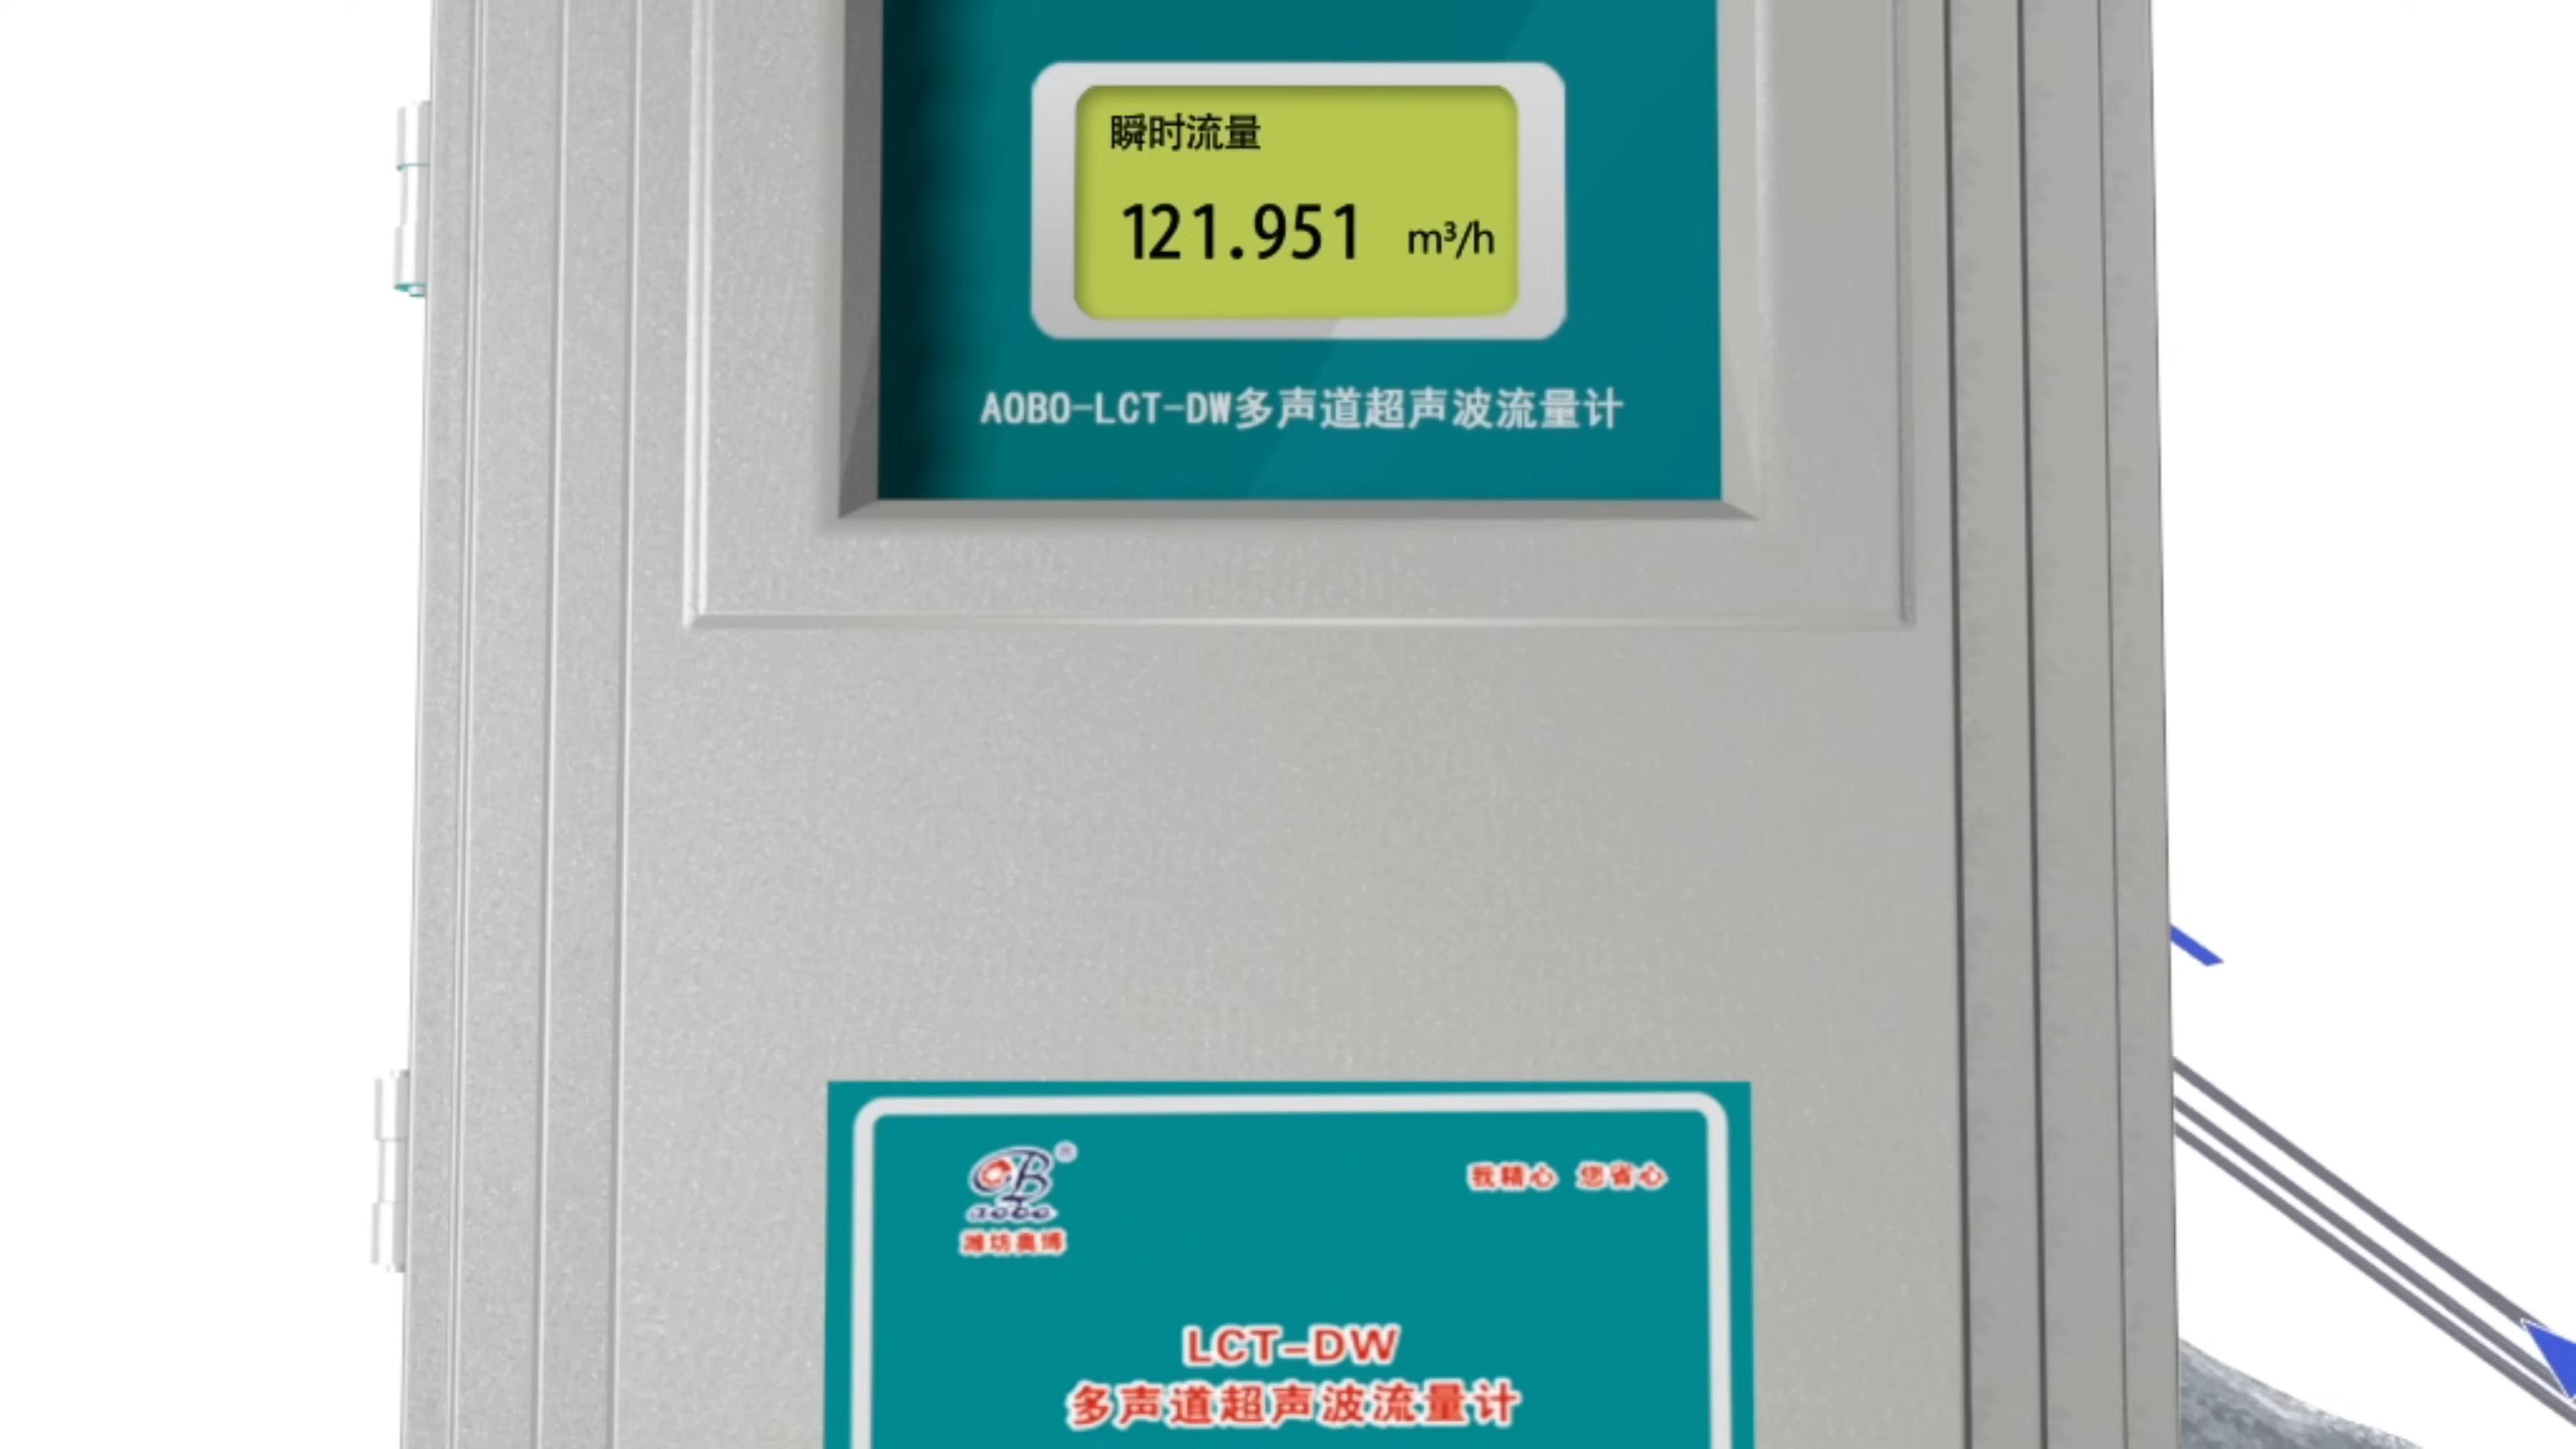 瞬时流量
121.951 m³/h
AOBO-LCT-DW多声道超声波流量计
OB®
aobo
潍坊奥博
我精心 您省心
LCT-DW
多声道超声波流量计